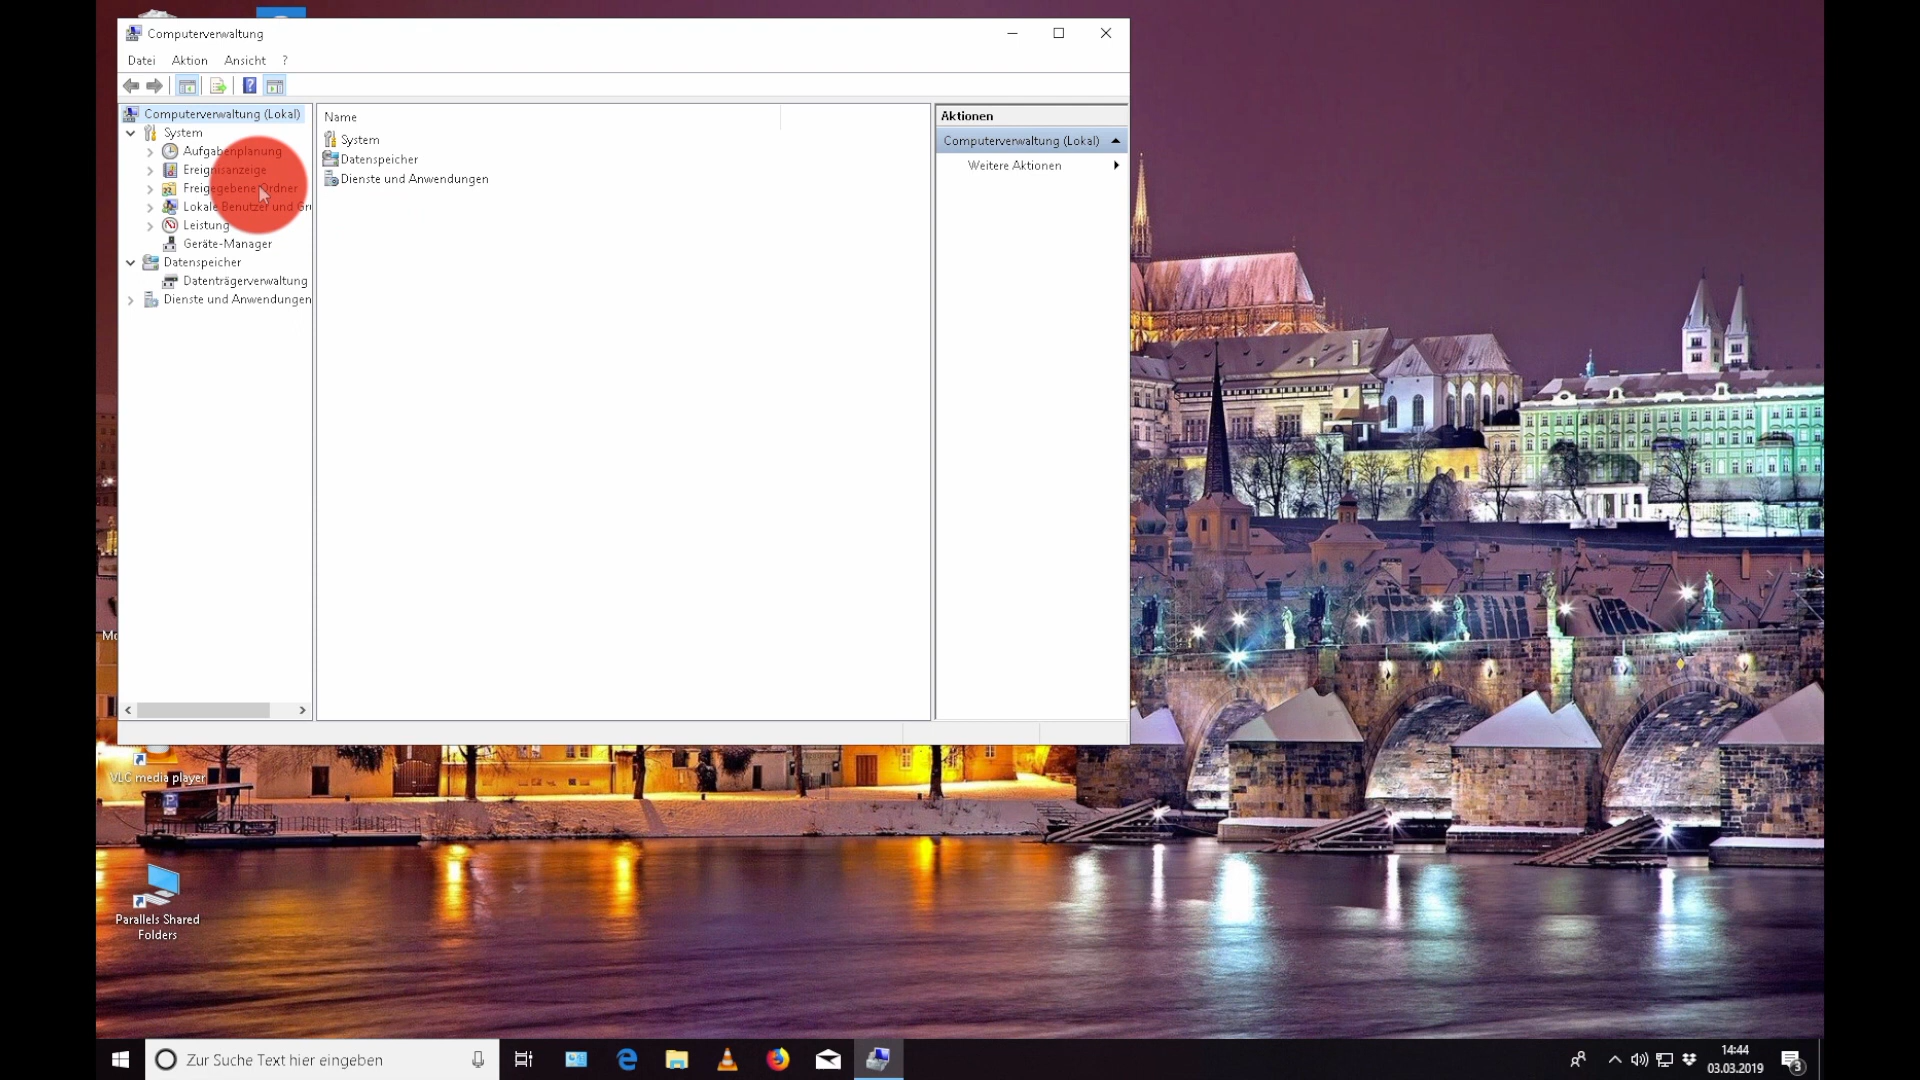 Computerverwaltung
Datei Aktion Ansicht ?
Computerverwaltung (Lokal)
System
Aufgabenplanung
Ereignisanzeige
Freigegebene Ordner
Lokale Benutzer und Gr
Leistung
Geräte-Manager
Datenspeicher
Datenträgerverwaltung
Dienste und Anwendungen
Name
System
Datenspeicher
Dienste und Anwendungen
Aktionen
Computerverwaltung (Lokal)
Weitere Aktionen
VLC media player
Parallels Shared
Folders
Zur Suche Text hier eingeben
14:44
03.03.2019
3